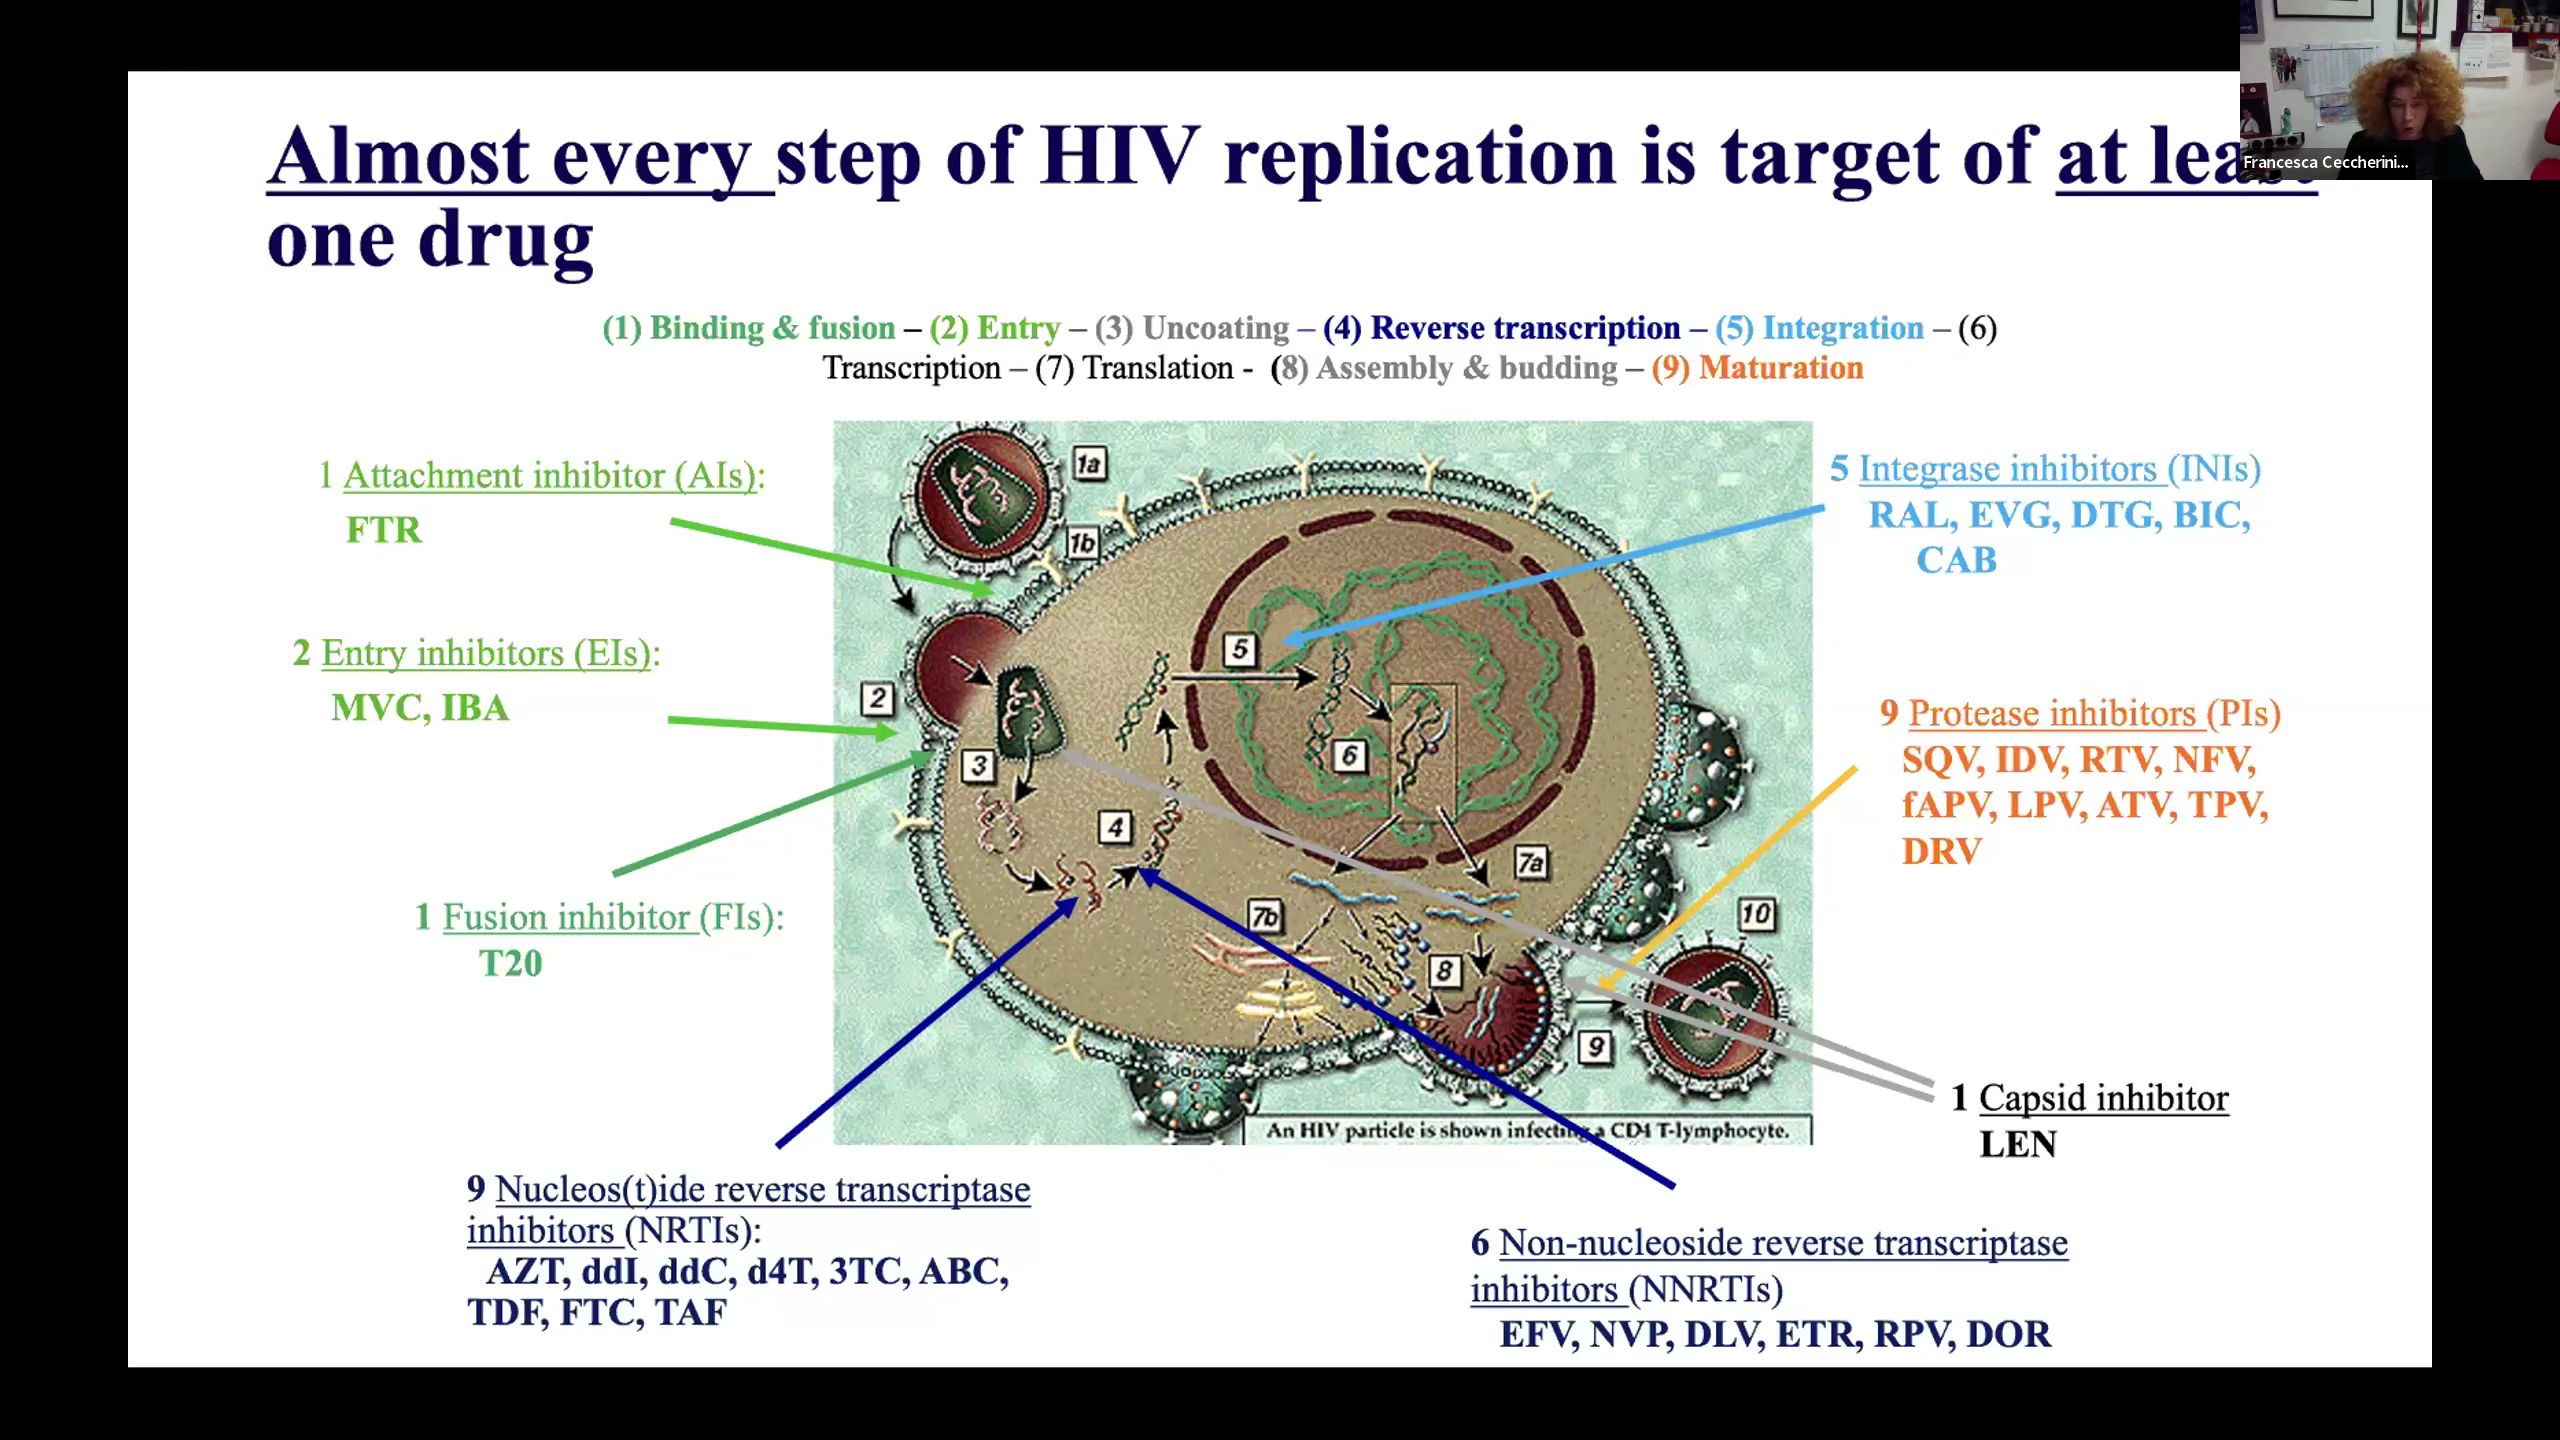 Almost every step of HIV replication is target of at least
one drug
Francesca Ceccherini...
(1) Binding & fusion – (2) Entry – (3) Uncoating – (4) Reverse transcription – (5) Integration – (6)
Transcription – (7) Translation - (8) Assembly & budding – (9) Maturation
1 Attachment inhibitor (AIs):
FTR
2 Entry inhibitors (EIs):
MVC, IBA
1 Fusion inhibitor (FIs):
T20
1a
1b
2
3
4
5
6
7a
7b
8
9
10
An HIV particle is shown infecting a CD4 T-lymphocyte.
5 Integrase inhibitors (INIs)
RAL, EVG, DTG, BIC,
CAB
9 Protease inhibitors (PIs)
SQV, IDV, RTV, NFV,
fAPV, LPV, ATV, TPV,
DRV
1 Capsid inhibitor
LEN
9 Nucleos(t)ide reverse transcriptase
inhibitors (NRTIs):
AZT, ddI, ddC, d4T, 3TC, ABC,
TDF, FTC, TAF
6 Non-nucleoside reverse transcriptase
inhibitors (NNRTIs)
EFV, NVP, DLV, ETR, RPV, DOR